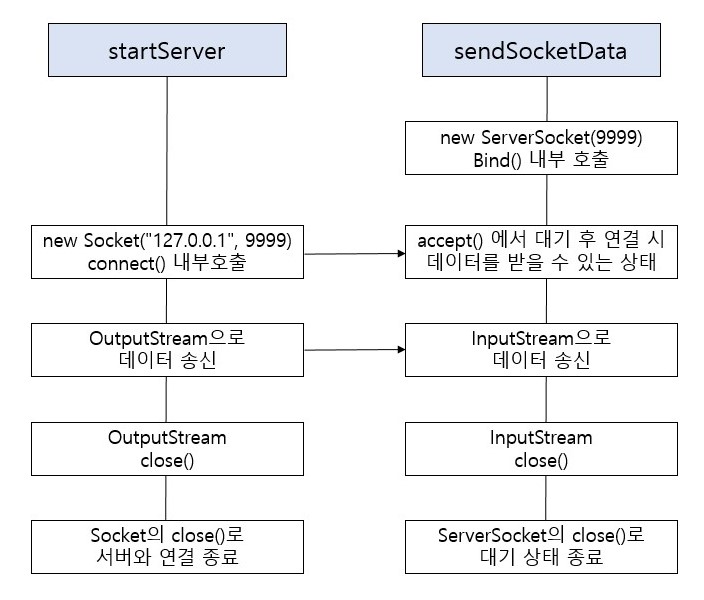 startServer
sendSocketData
new ServerSocket(9999)
Bind() 내부 호출
new Socket("127.0.0.1", 9999)
connect() 내부호출
accept() 에서 대기 후 연결 시
데이터를 받을 수 있는 상태
OutputStream으로
데이터 송신
InputStream으로
데이터 송신
OutputStream
close()
InputStream
close()
Socket의 close()로
서버와 연결 종료
ServerSocket의 close()로
대기 상태 종료